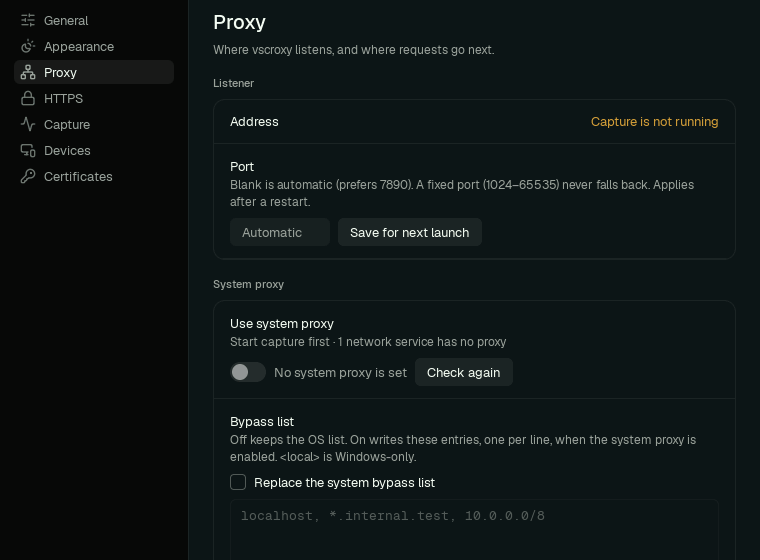 General
Appearance
Proxy
HTTPS
Capture
Devices
Certificates
Proxy
Where vscroxy listens, and where requests go next.
Listener
Address
Capture is not running
Port
Blank is automatic (prefers 7890). A fixed port (1024–65535) never falls back. Applies
after a restart.
Automatic
Save for next launch
System proxy
Use system proxy
Start capture first · 1 network service has no proxy
No system proxy is set
Check again
Bypass list
Off keeps the OS list. On writes these entries, one per line, when the system proxy is
enabled. <local> is Windows-only.
Replace the system bypass list
localhost, *.internal.test, 10.0.0.0/8